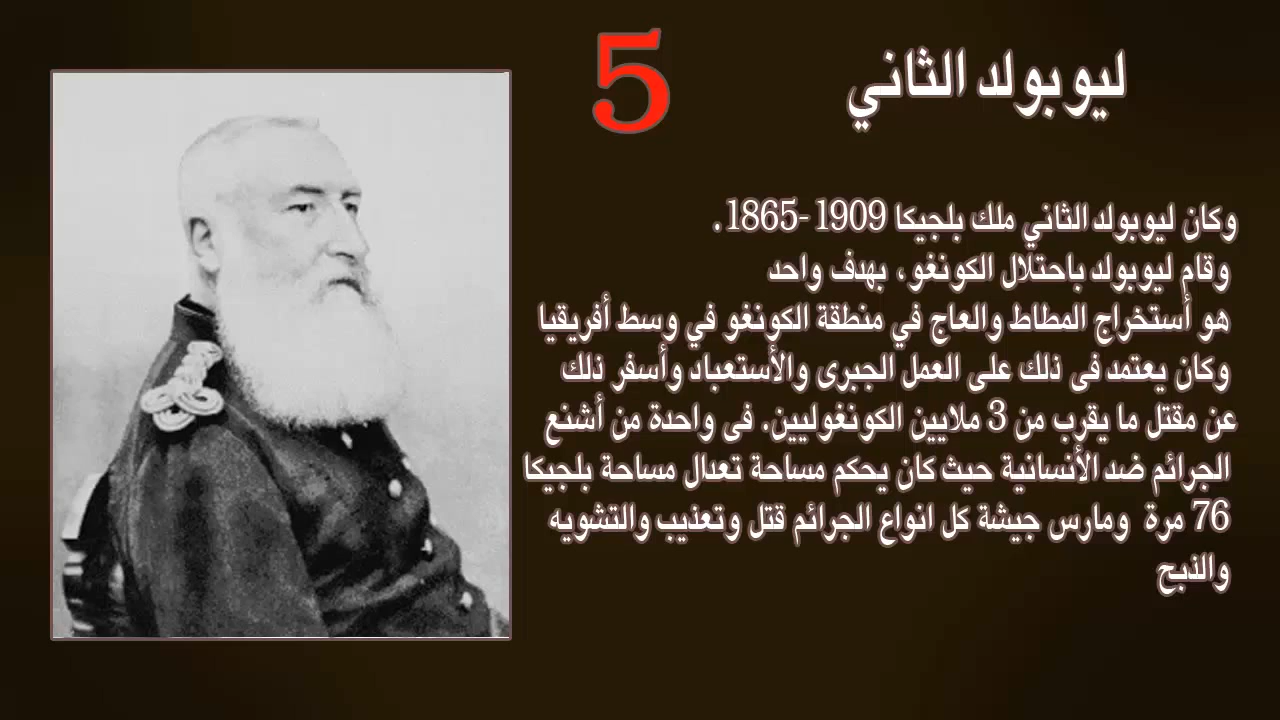 5
ليوبولد الثاني
وكان ليوبولد الثاني ملك بلجيكا 1909 -1865.
وقام ليوبولد باحتلال الكونغو، بهدف واحد
هو أستخراج المطاط والعاج في منطقة الكونغو في وسط أفريقيا
وكان يعتمد فى ذلك على العمل الجبرى والأستعباد وأسفر ذلك
عن مقتل ما يقرب من 3 ملايين الكونغوليين. فى واحدة من أشنع
الجرائم ضد الأنسانية حيث كان يحكم مساحة تعدال مساحة بلجيكا
76 مرة ومارس جيشة كل انواع الجرائم قتل وتعذيب والتشويه
والذبح